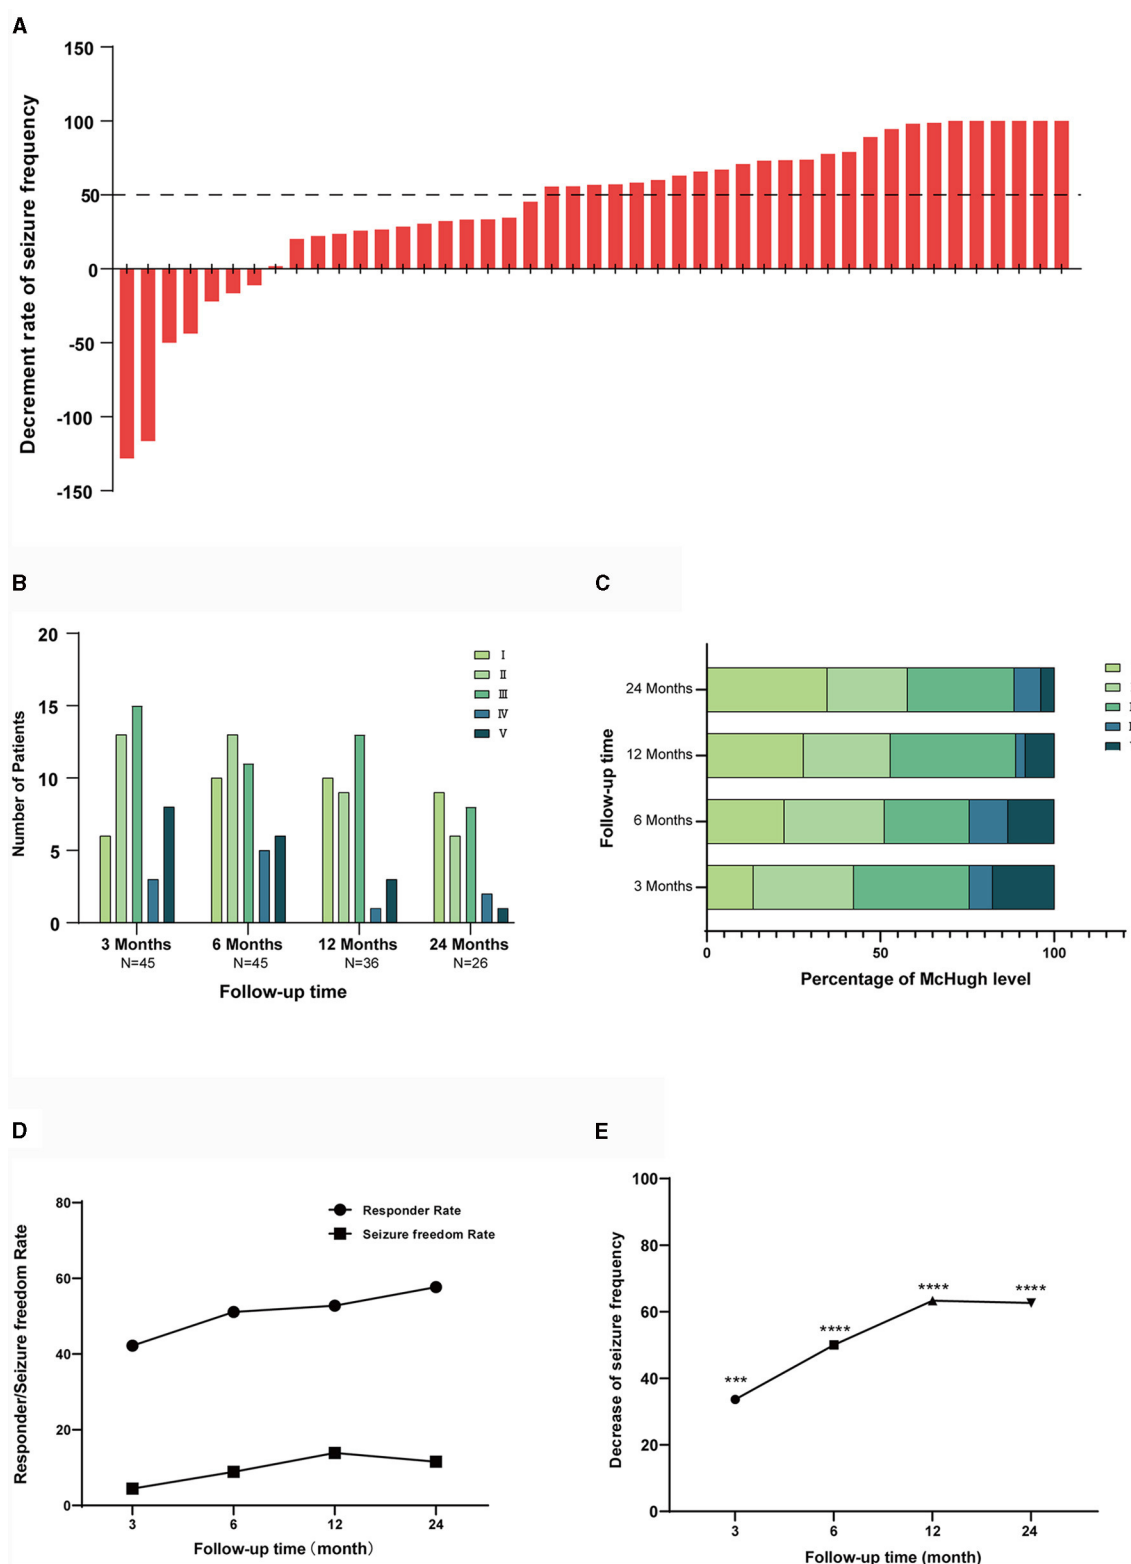 A
150
100
50
0
-50
-100
-150
Decrement rate of seizure frequency
B
20
15
10
5
0
Number of Patients
I
II
III
IV
V
3 Months
6 Months
12 Months
24 Months
N=45
N=45
N=36
N=26
Follow-up time
C
24 Months
12 Months
6 Months
3 Months
Follow-up time
0
50
100
Percentage of McHugh level
D
80
60
40
20
0
Responder/Seizure freedom Rate
Responder Rate
Seizure freedom Rate
3
6
12
24
Follow-up time (month)
E
100
80
60
40
20
0
Decrease of seizure frequency
***
****
****
****
3
6
12
24
Follow-up time (month)